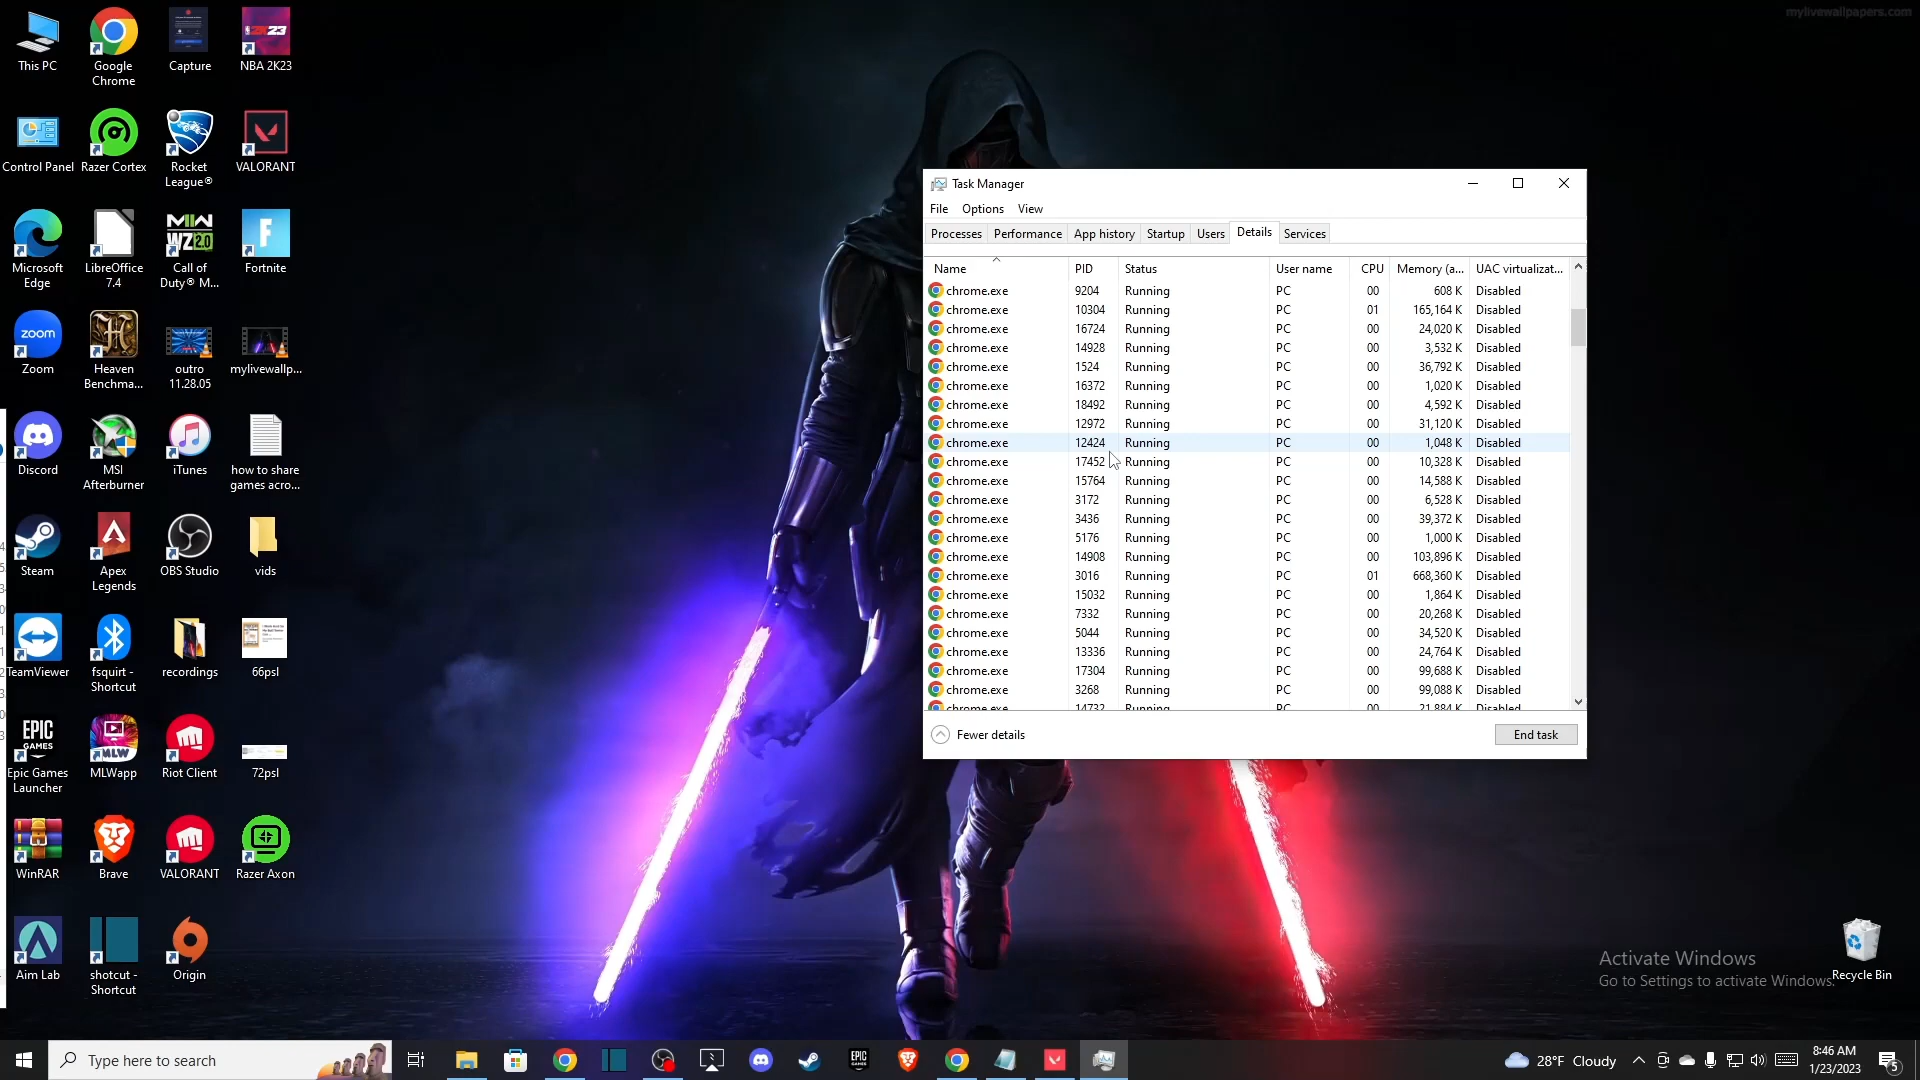 mylivewallpapers.com
This PC
Google
Chrome
Capture
NBA 2K23
Control Panel
Razer Cortex
Rocket
League®
VALORANT
Microsoft
Edge
LibreOffice
7.4
Call of
Duty® M...
Fortnite
Zoom
Heaven
Benchma...
outro
11.28.05
mylivewallp...
Discord
MSI
Afterburner
iTunes
how to share
games acro...
Steam
Apex
Legends
OBS Studio
vids
TeamViewer
fsquirt -
Shortcut
recordings
66psl
Epic Games
Launcher
MLWapp
Riot Client
72psl
WinRAR
Brave
VALORANT
Razer Axon
Aim Lab
shotcut -
Shortcut
Origin
Task Manager
File Options View
Processes Performance App history Startup Users Details Services
Name PID Status User name CPU Memory (a... UAC virtualizat...
chrome.exe 9204 Running PC 00 608 K Disabled
chrome.exe 10304 Running PC 01 165,164 K Disabled
chrome.exe 16724 Running PC 00 24,020 K Disabled
chrome.exe 14928 Running PC 00 3,532 K Disabled
chrome.exe 1524 Running PC 00 36,792 K Disabled
chrome.exe 16372 Running PC 00 1,020 K Disabled
chrome.exe 18492 Running PC 00 4,592 K Disabled
chrome.exe 12972 Running PC 00 31,120 K Disabled
chrome.exe 12424 Running PC 00 1,048 K Disabled
chrome.exe 17452 Running PC 00 10,328 K Disabled
chrome.exe 15764 Running PC 00 14,588 K Disabled
chrome.exe 3172 Running PC 00 6,528 K Disabled
chrome.exe 3436 Running PC 00 39,372 K Disabled
chrome.exe 5176 Running PC 00 1,000 K Disabled
chrome.exe 14908 Running PC 00 103,896 K Disabled
chrome.exe 3016 Running PC 01 668,360 K Disabled
chrome.exe 15032 Running PC 00 1,864 K Disabled
chrome.exe 7332 Running PC 00 20,268 K Disabled
chrome.exe 5044 Running PC 00 34,520 K Disabled
chrome.exe 13336 Running PC 00 24,764 K Disabled
chrome.exe 17304 Running PC 00 99,688 K Disabled
chrome.exe 3268 Running PC 00 99,088 K Disabled
chrome.exe 14732 Running PC 00 21,884 K Disabled
Fewer details
End task
Activate Windows
Go to Settings to activate Windows.
Recycle Bin
Type here to search
28°F Cloudy
8:46 AM
1/23/2023
5